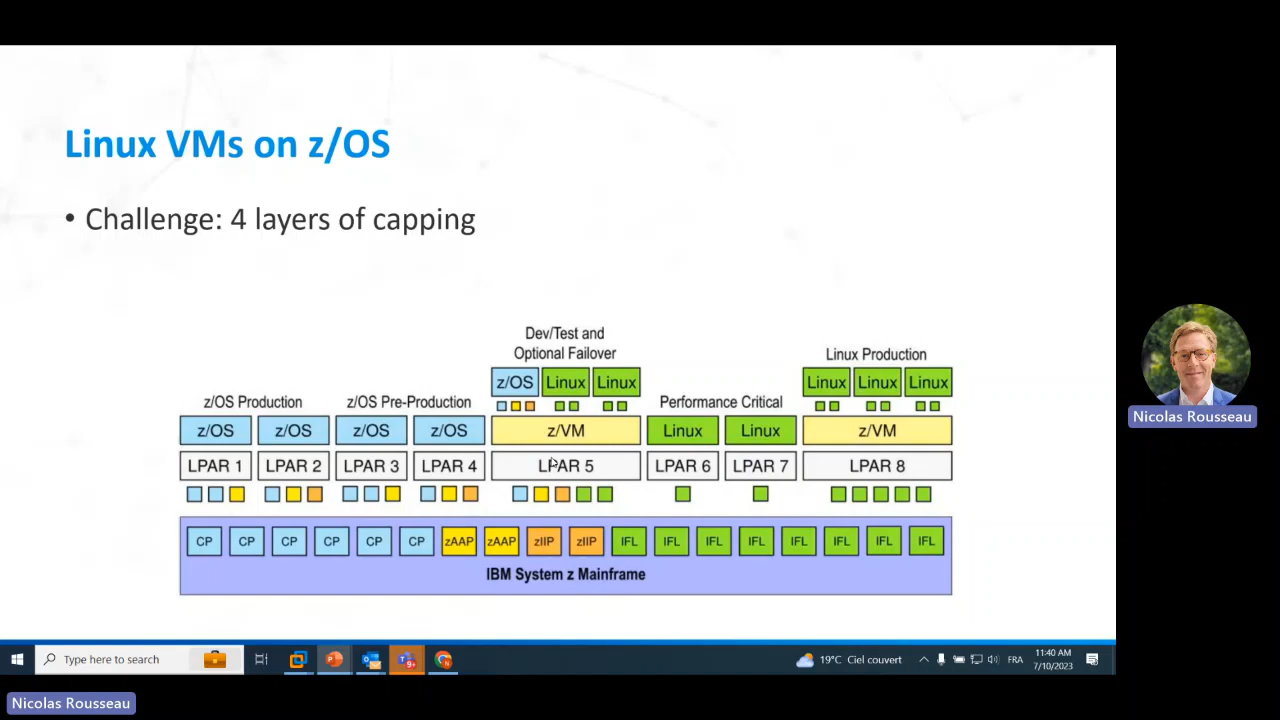 Linux VMs on z/OS
• Challenge: 4 layers of capping
Dev/Test and
Optional Failover
Linux Production
z/OS Linux Linux
Linux Linux Linux
z/OS Production
z/OS Pre-Production
Performance Critical
z/OS z/OS z/OS z/OS z/VM Linux Linux z/VM
LPAR 1 LPAR 2 LPAR 3 LPAR 4 LPAR 5 LPAR 6 LPAR 7 LPAR 8
CP CP CP CP CP CP zAAP zAAP zIIP zIIP IFL IFL IFL IFL IFL IFL IFL IFL
IBM System z Mainframe
Nicolas Rousseau
Type here to search
9+
19°C Ciel couvert
FRA
11:40 AM
7/10/2023
Nicolas Rousseau